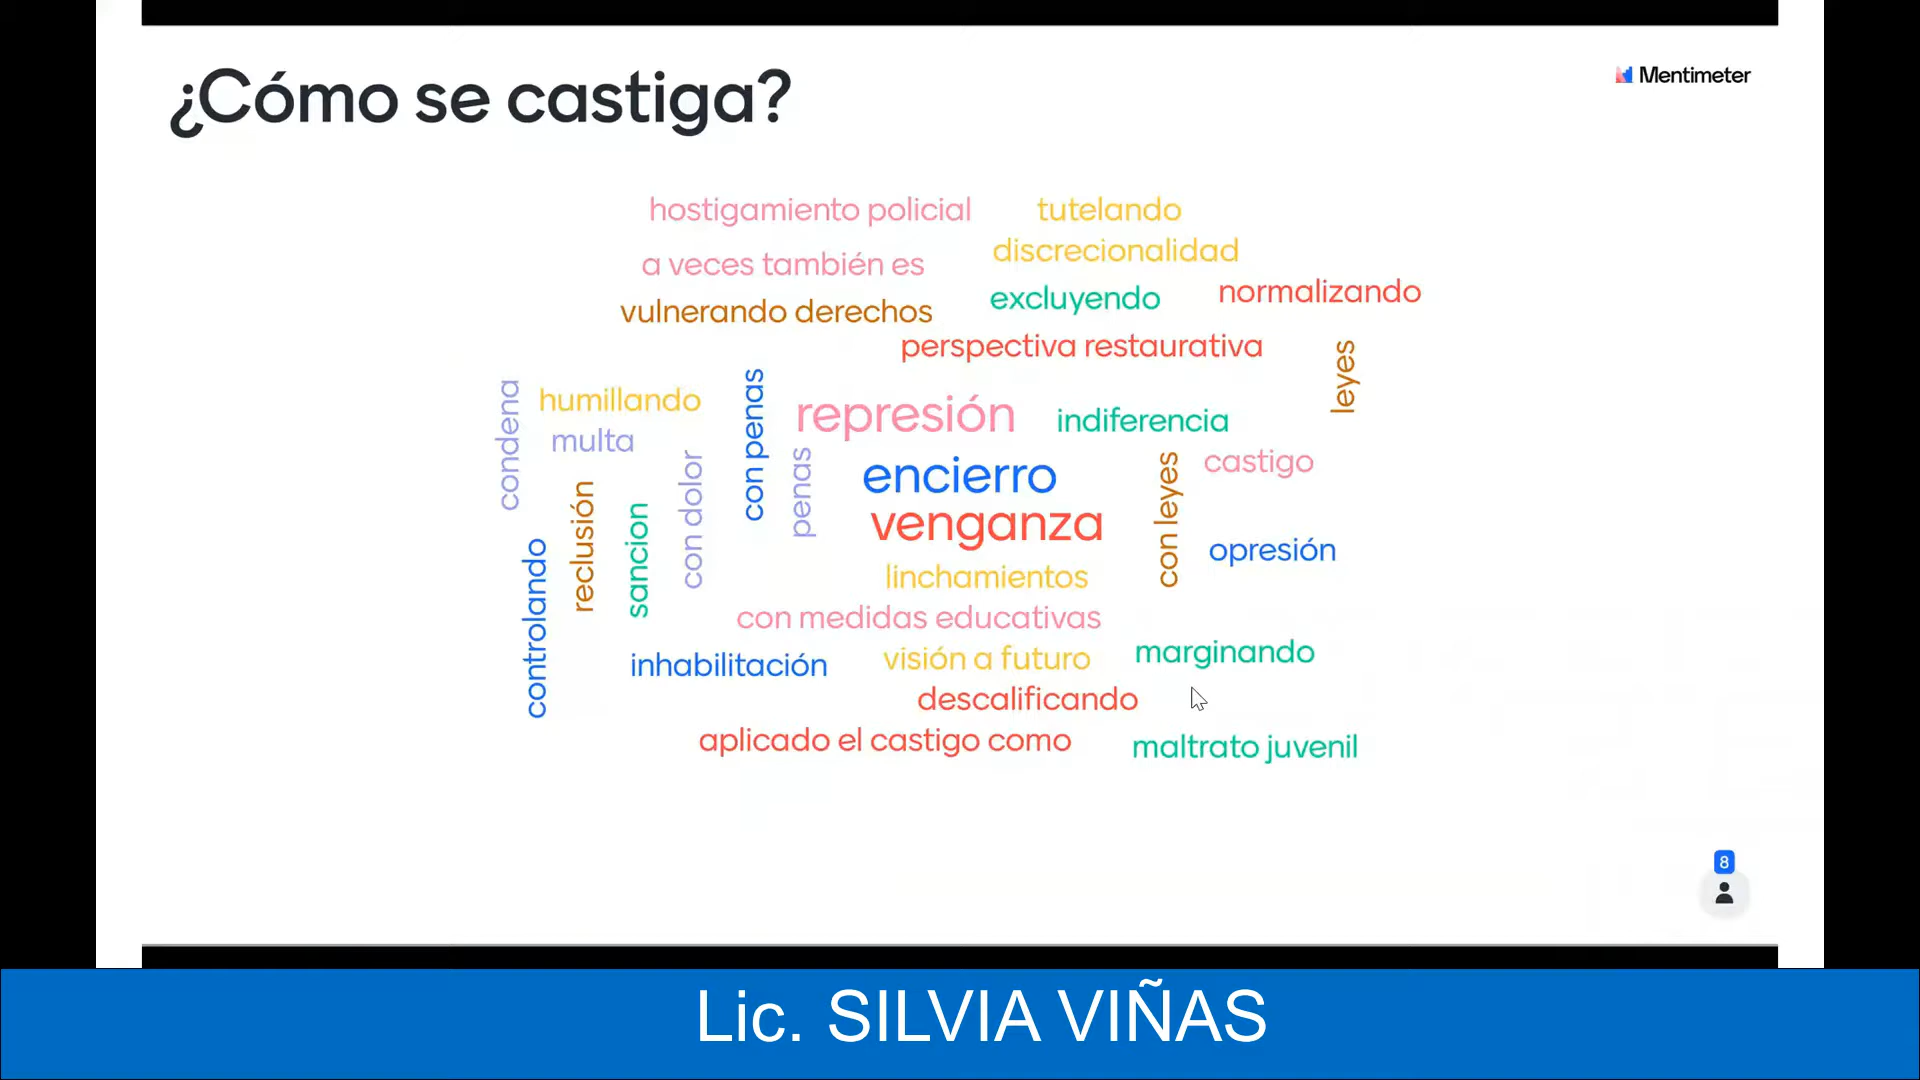 ¿Cómo se castiga?
Mentimeter
hostigamiento policial
tutelando
a veces también es
discrecionalidad
vulnerando derechos
excluyendo
normalizando
perspectiva restaurativa
leyes
condena
humillando
multa
con penas
represión
indiferencia
castigo
reclusión
sancion
con dolor
penas
encierro
venganza
con leyes
opresión
controlando
linchamientos
con medidas educativas
inhabilitación
visión a futuro
marginando
descalificando
aplicado el castigo como
maltrato juvenil
8
Lic. SILVIA VIÑAS